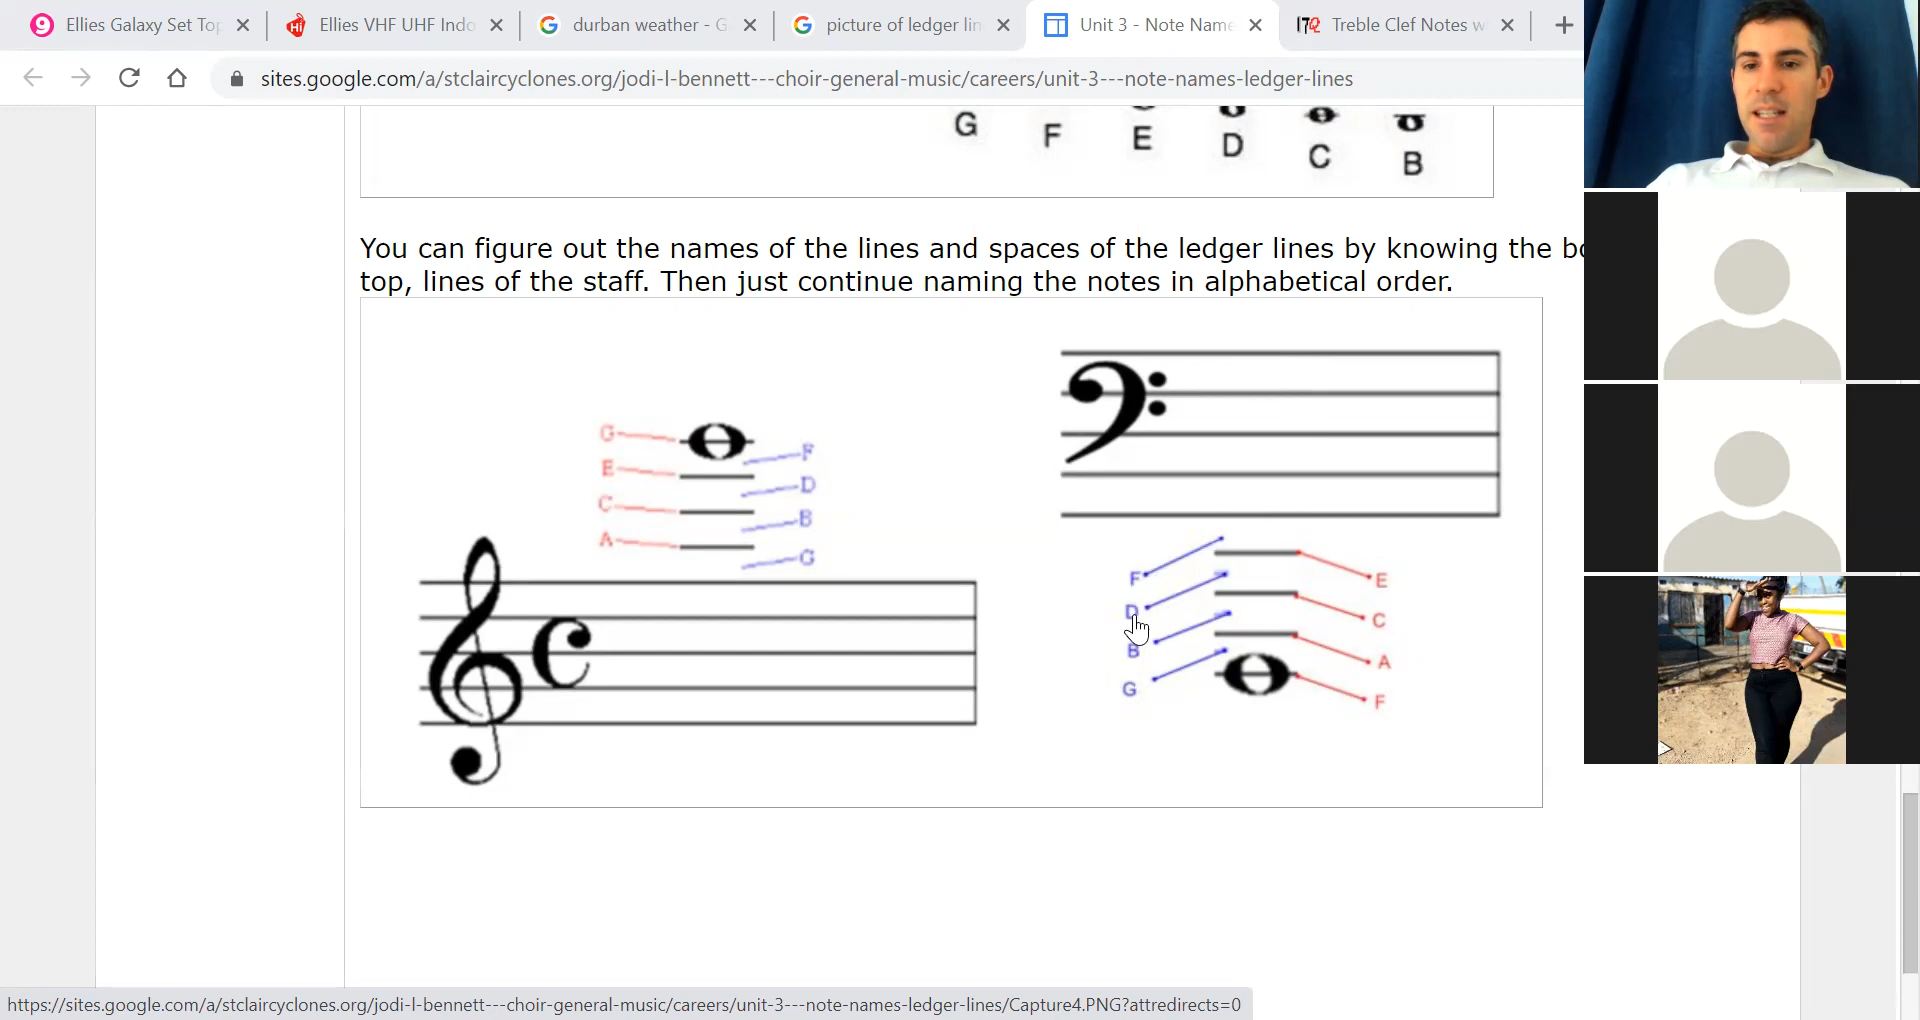 Ellies Galaxy Set Top
Ellies VHF UHF Indo
durban weather - G
picture of ledger lin
Unit 3 - Note Name
Treble Clef Notes w
sites.google.com/a/stclaircyclones.org/jodi-l-bennett---choir-general-music/careers/unit-3---note-names-ledger-lines
G F E D C B
You can figure out the names of the lines and spaces of the ledger lines by knowing the bo
top, lines of the staff. Then just continue naming the notes in alphabetical order.
G
F
E
D
C
B
A
G
F
E
D
C
B
A
G
F
https://sites.google.com/a/stclaircyclones.org/jodi-l-bennett---choir-general-music/careers/unit-3---note-names-ledger-lines/Capture4.PNG?attredirects=0